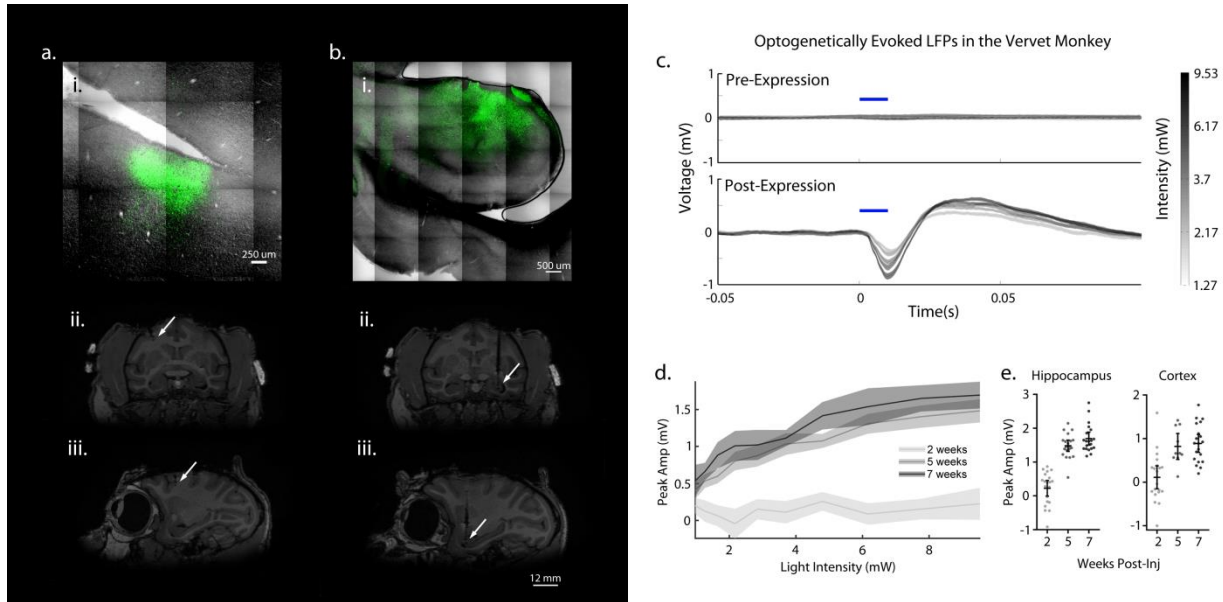 a.
i.
250 um
ii.
iii.
b.
i.
500 um
ii.
iii.
12 mm
Optogenetically Evoked LFPs in the Vervet Monkey
c.
Pre-Expression
1
0
-1
Post-Expression
1
0
-1
Voltage (mV)
-0.05
0
0.05
Time(s)
9.53
6.17
3.7
2.17
1.27
Intensity (mW)
d.
1.5
1
0.5
0
Peak Amp (mV)
2 weeks
5 weeks
7 weeks
2
4
6
8
Light Intensity (mW)
e.
Hippocampus
3
2
1
0
-1
Peak Amp (mV)
2
5
7
Cortex
2
1
0
-1
2
5
7
Weeks Post-Inj